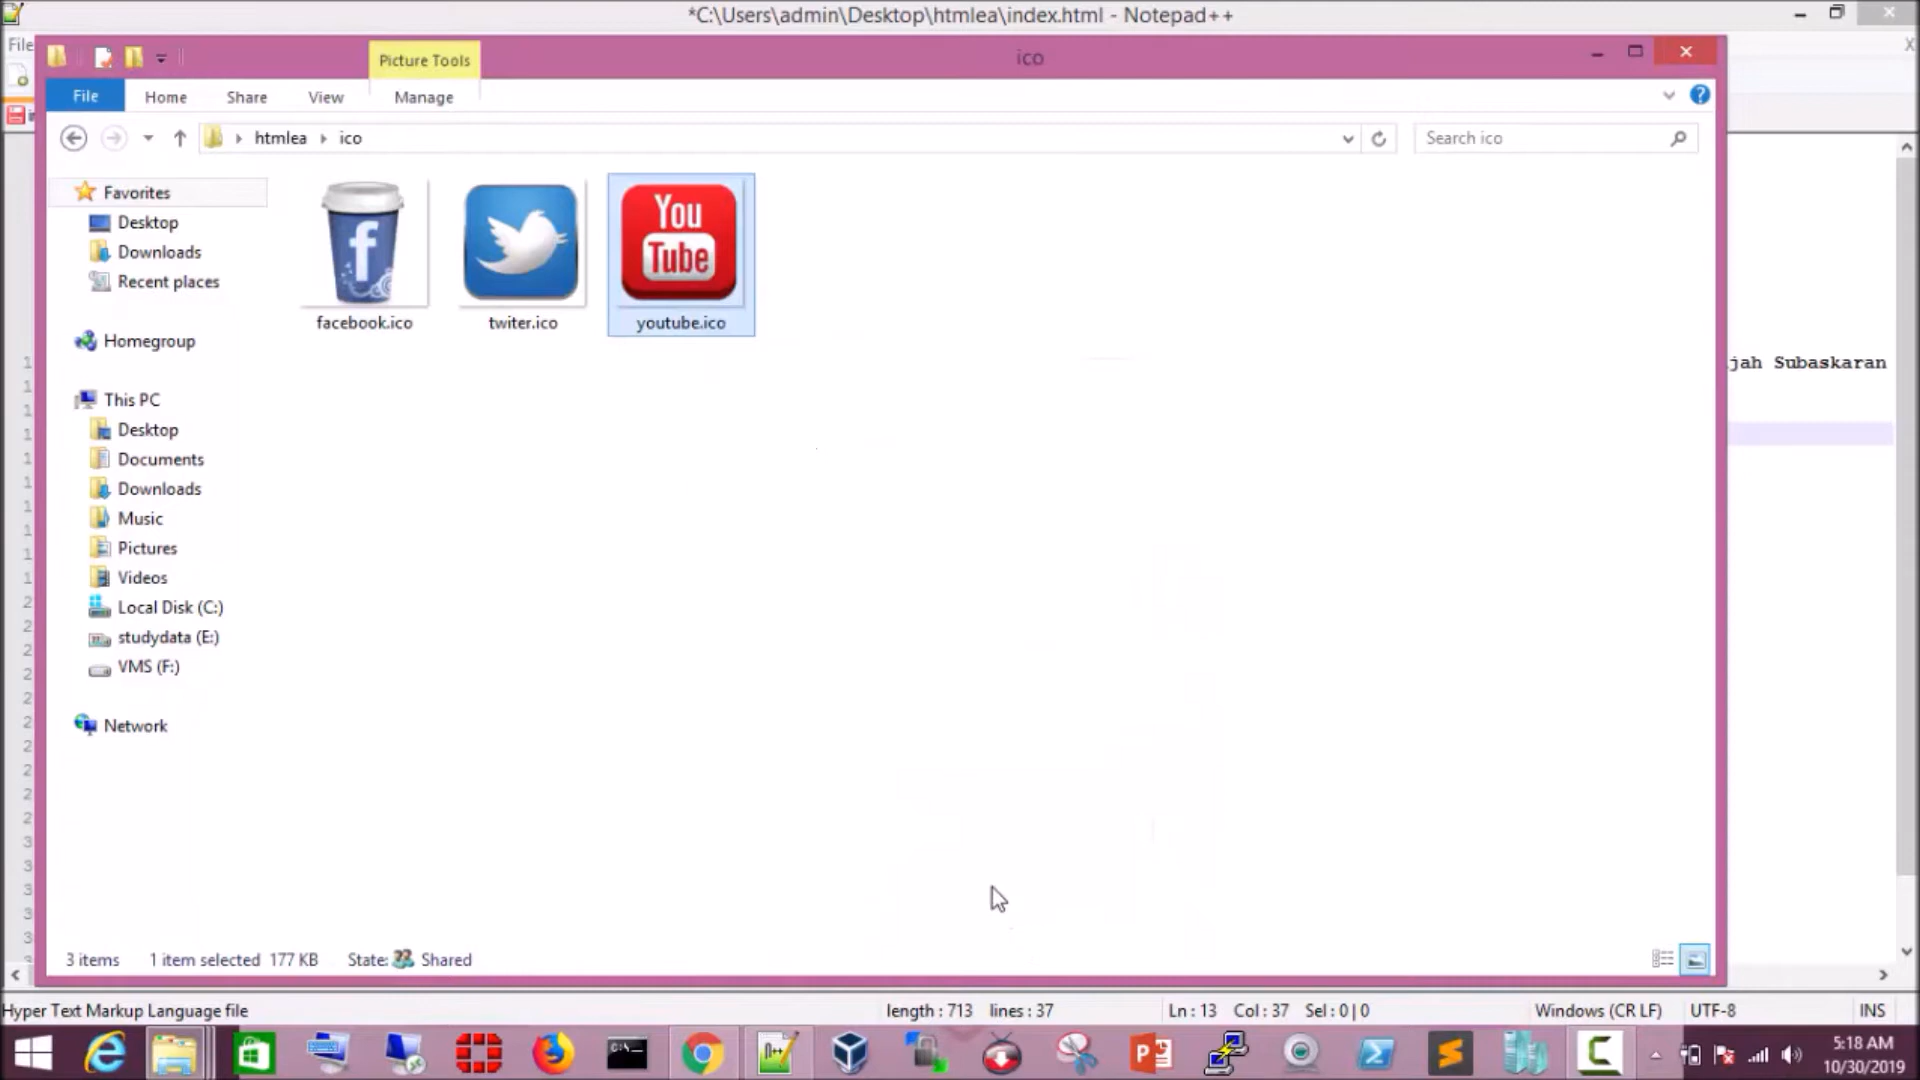 *C:\Users\admin\Desktop\htmlea\index.html - Notepad++
File
Picture Tools
ico
File Home Share View Manage
htmlea ico
Search ico
Favorites
Desktop
Downloads
Recent places
Homegroup
This PC
Desktop
Documents
Downloads
Music
Pictures
Videos
Local Disk (C:)
studydata (E:)
VMS (F:)
Network
f
You
Tube
facebook.ico twiter.ico youtube.ico
jah Subaskaran
3 items 1 item selected 177 KB State: Shared
Hyper Text Markup Language file length : 713 lines : 37 Ln : 13 Col : 37 Sel : 0 | 0 Windows (CR LF) UTF-8 INS
5:18 AM
10/30/2019